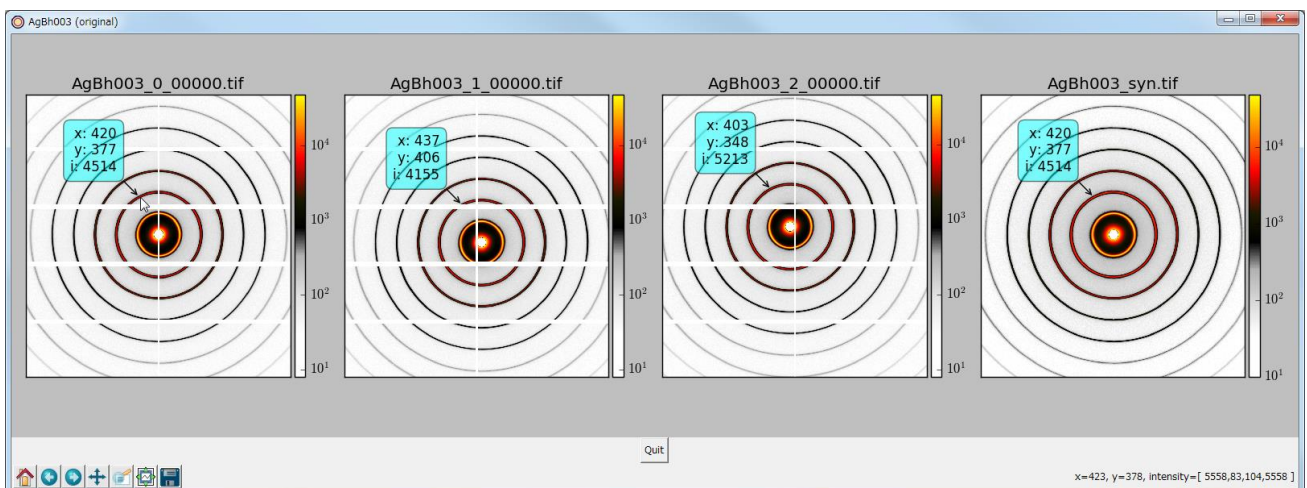 AgBh003 (original)
AgBh003_0_00000.tif
x: 420
y: 377
i: 4514
10⁴
10³
10²
10¹
AgBh003_1_00000.tif
x: 437
y: 406
i: 4155
10⁴
10³
10²
10¹
AgBh003_2_00000.tif
x: 403
y: 348
i: 5213
10⁴
10³
10²
10¹
AgBh003_syn.tif
x: 420
y: 377
i: 4514
10⁴
10³
10²
10¹
Quit
x=423, y=378, intensity=[ 5558,83,104,5558 ]